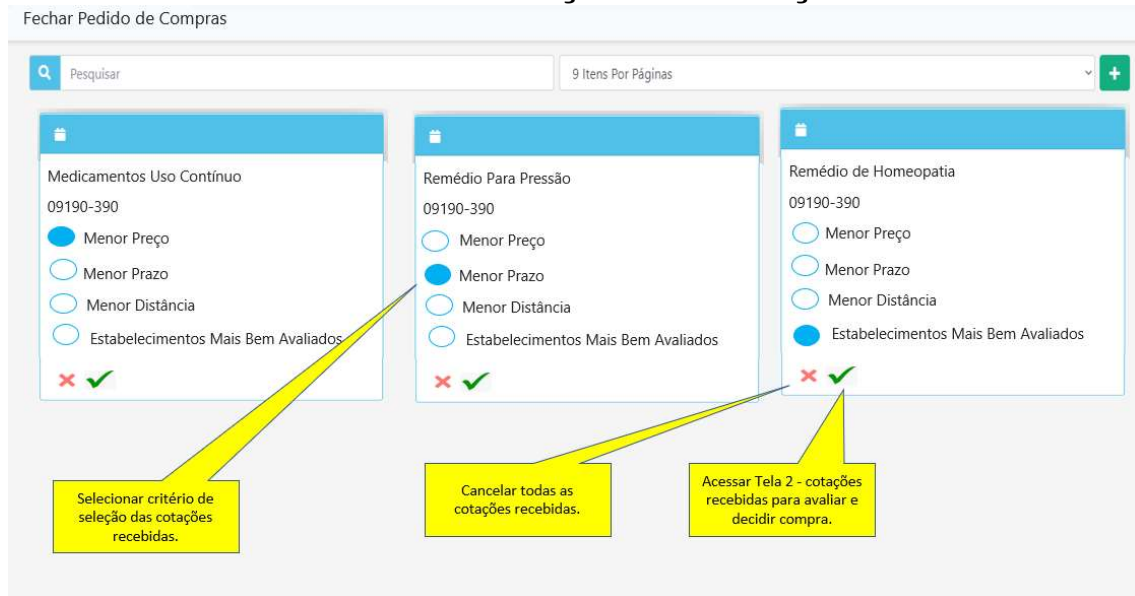 Fechar Pedido de Compras
Pesquisar
9 Itens Por Páginas
+
Medicamentos Uso Contínuo
09190-390
Menor Preço
Menor Prazo
Menor Distância
Estabelecimentos Mais Bem Avaliados
Remédio Para Pressão
09190-390
Menor Preço
Menor Prazo
Menor Distância
Estabelecimentos Mais Bem Avaliados
Remédio de Homeopatia
09190-390
Menor Preço
Menor Prazo
Menor Distância
Estabelecimentos Mais Bem Avaliados
Selecionar critério de
seleção das cotações
recebidas.
Cancelar todas as
cotações recebidas.
Acessar Tela 2 - cotações
recebidas para avaliar e
decidir compra.